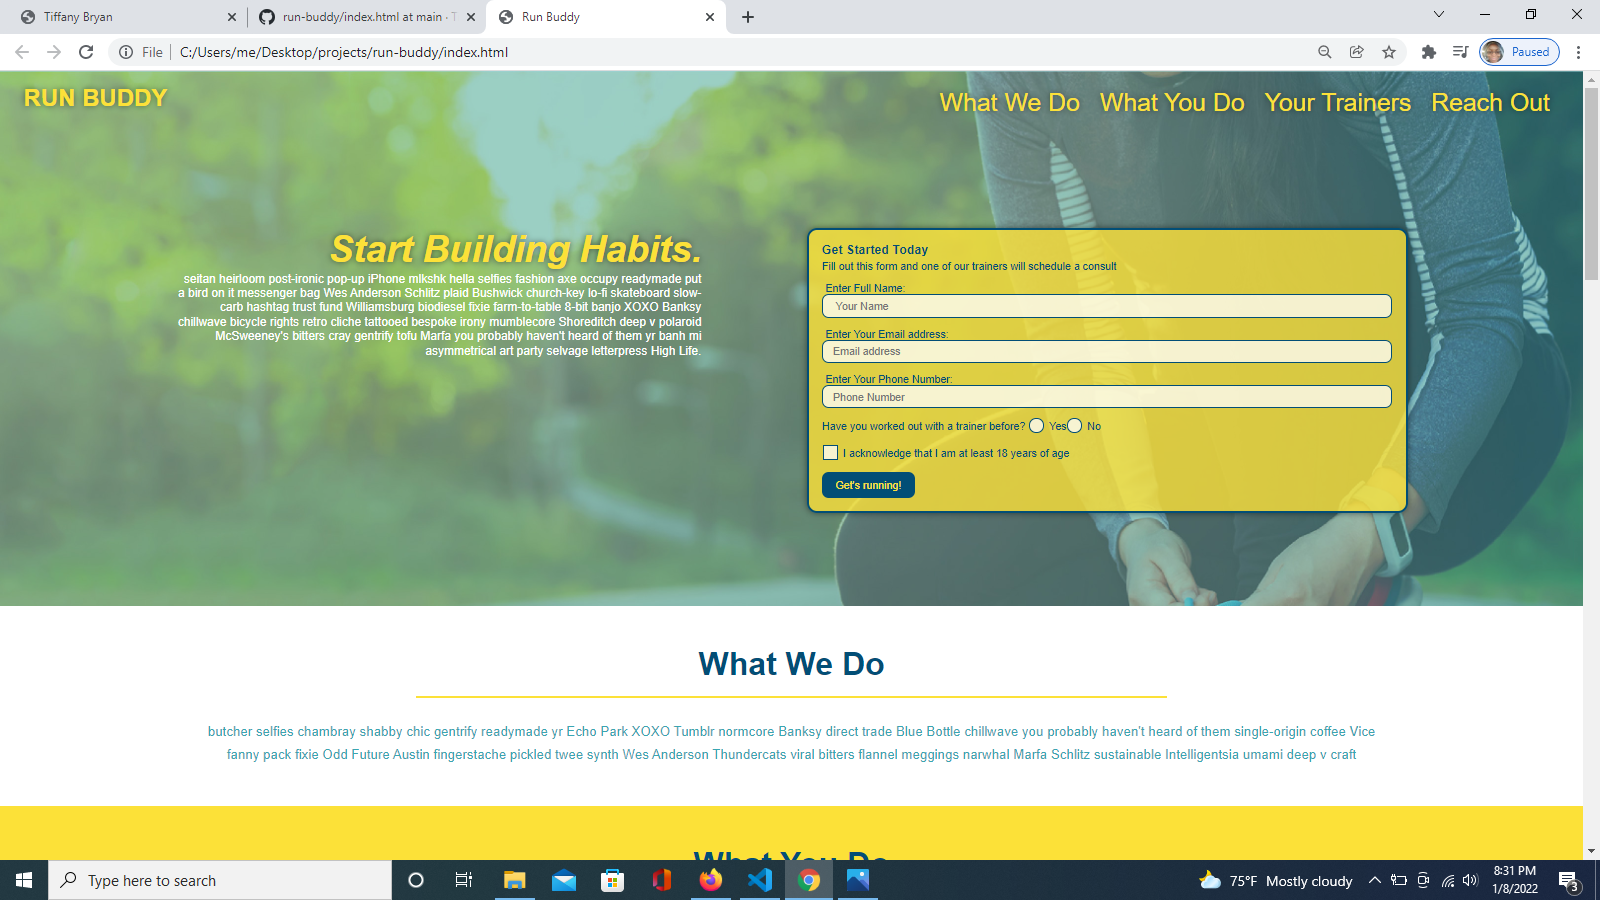 Tiffany Bryan
run-buddy/index.html at main · T
Run Buddy
File
C:/Users/me/Desktop/projects/run-buddy/index.html
Paused
RUN BUDDY
What We Do What You Do Your Trainers Reach Out
Start Building Habits.
seitan heirloom post-ironic pop-up iPhone mlkshk hella selfies fashion axe occupy readymade put
a bird on it messenger bag Wes Anderson Schlitz plaid Bushwick church-key lo-fi skateboard slow-
carb hashtag trust fund Williamsburg biodiesel fixie farm-to-table 8-bit banjo XOXO Banksy
chillwave bicycle rights retro cliche tattooed bespoke irony mumblecore Shoreditch deep v polaroid
McSweeney's bitters cray gentrify tofu Marfa you probably haven't heard of them yr banh mi
asymmetrical art party selvage letterpress High Life.
Get Started Today
Fill out this form and one of our trainers will schedule a consult
Enter Full Name:
Your Name
Enter Your Email address:
Email address
Enter Your Phone Number:
Phone Number
Have you worked out with a trainer before? Yes No
I acknowledge that I am at least 18 years of age
Get's running!
What We Do
butcher selfies chambray shabby chic gentrify readymade yr Echo Park XOXO Tumblr normcore Banksy direct trade Blue Bottle chillwave you probably haven't heard of them single-origin coffee Vice
fanny pack fixie Odd Future Austin fingerstache pickled twee synth Wes Anderson Thundercats viral bitters flannel meggings narwhal Marfa Schlitz sustainable Intelligentsia umami deep v craft
What You Do
Type here to search
75°F Mostly cloudy
8:31 PM
1/8/2022
3